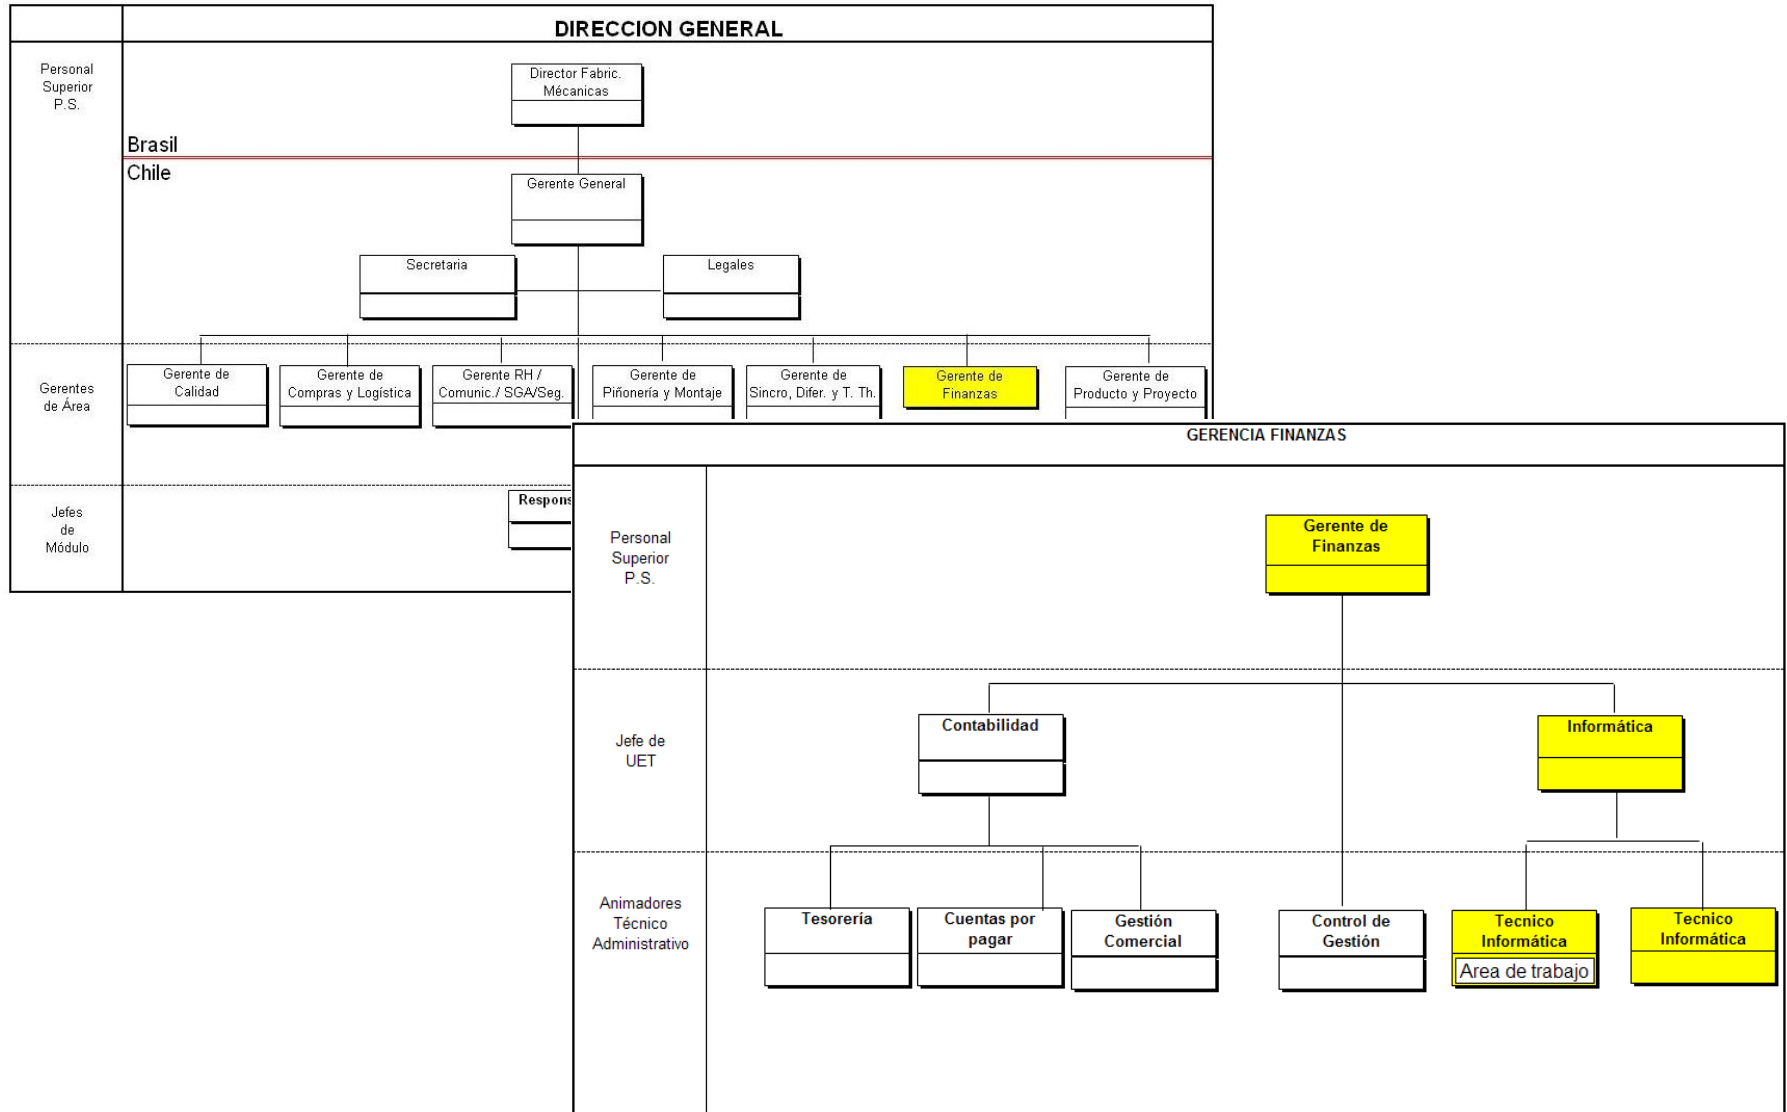 DIRECCION GENERAL
Personal
Superior
P.S.
Director Fabric.
Mécanicas
Brasil
Chile
Gerente General
Secretaria
Legales
Gerentes
de Área
Gerente de
Calidad
Gerente de
Compras y Logística
Gerente RH /
Comunic./ SGA/Seg.
Gerente de
Piñonería y Montaje
Gerente de
Sincro, Difer. y T. Th.
Gerente de
Finanzas
Gerente de
Producto y Proyecto
Jefes
de
Módulo
Respons
GERENCIA FINANZAS
Personal
Superior
P.S.
Gerente de
Finanzas
Jefe de
UET
Contabilidad
Informática
Animadores
Técnico
Administrativo
Tesorería
Cuentas por
pagar
Gestión
Comercial
Control de
Gestión
Tecnico
Informática
Area de trabajo
Tecnico
Informática